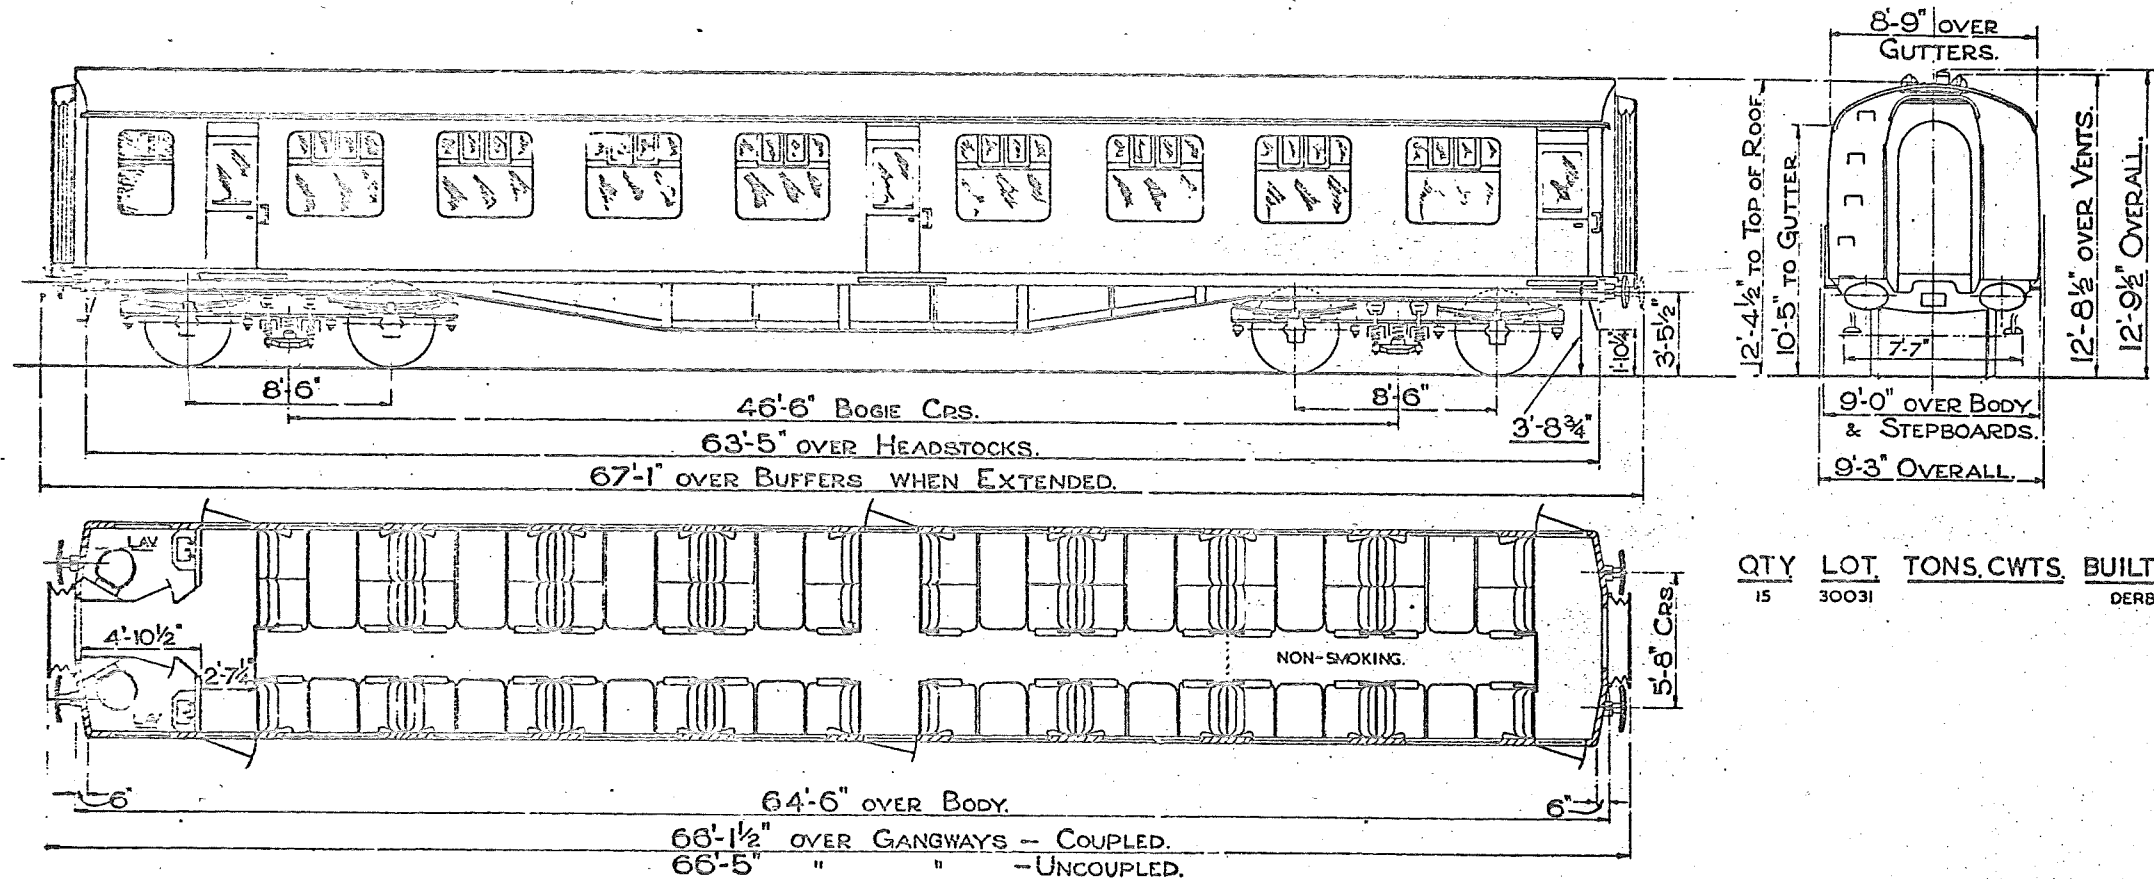 8'-9" OVER
GUTTERS.
12'-4½" TO TOP OF ROOF.
10'-5" TO GUTTER
12'-8½" OVER VENTS.
12'-9½" OVERALL.
1-10¼"
3'-5½"
7-7"
8'-6"
46'-6" BOGIE CRS.
8'-6"
3'-8¾"
9'-0" OVER BODY
& STEPBOARDS.
63'-5" OVER HEADSTOCKS.
9'-3" OVERALL.
67'-1" OVER BUFFERS WHEN EXTENDED.
LAV
QTY LOT. TONS. CWTS. BUILT
15 30031 DERB
4'-10½"
2'-7¼"
NON-SMOKING.
5'-8" CRS.
LAV
6"
64'-6" OVER BODY.
6"
66'-1½" OVER GANGWAYS - COUPLED.
66'-5" " " - UNCOUPLED.